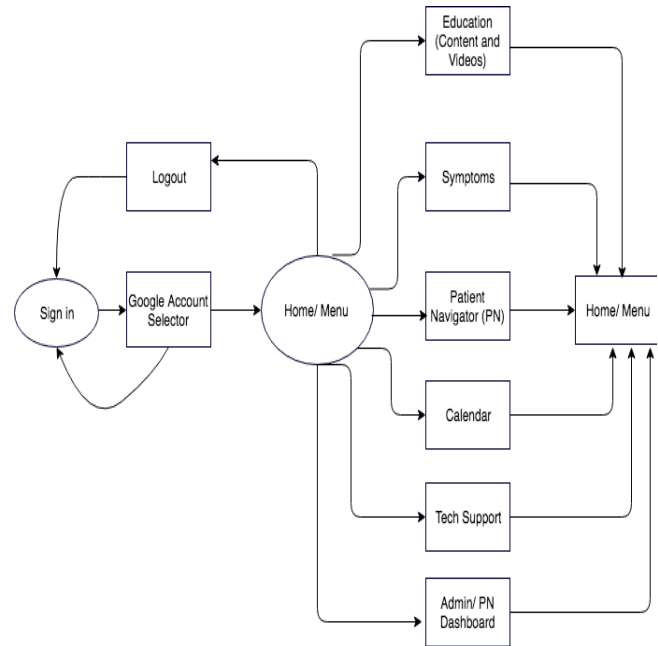 Education
(Content and
Videos)
Logout
Symptoms
Sign in
Google Account
Selector
Home/ Menu
Patient
Navigator (PN)
Home/ Menu
Calendar
Tech Support
Admin/ PN
Dashboard